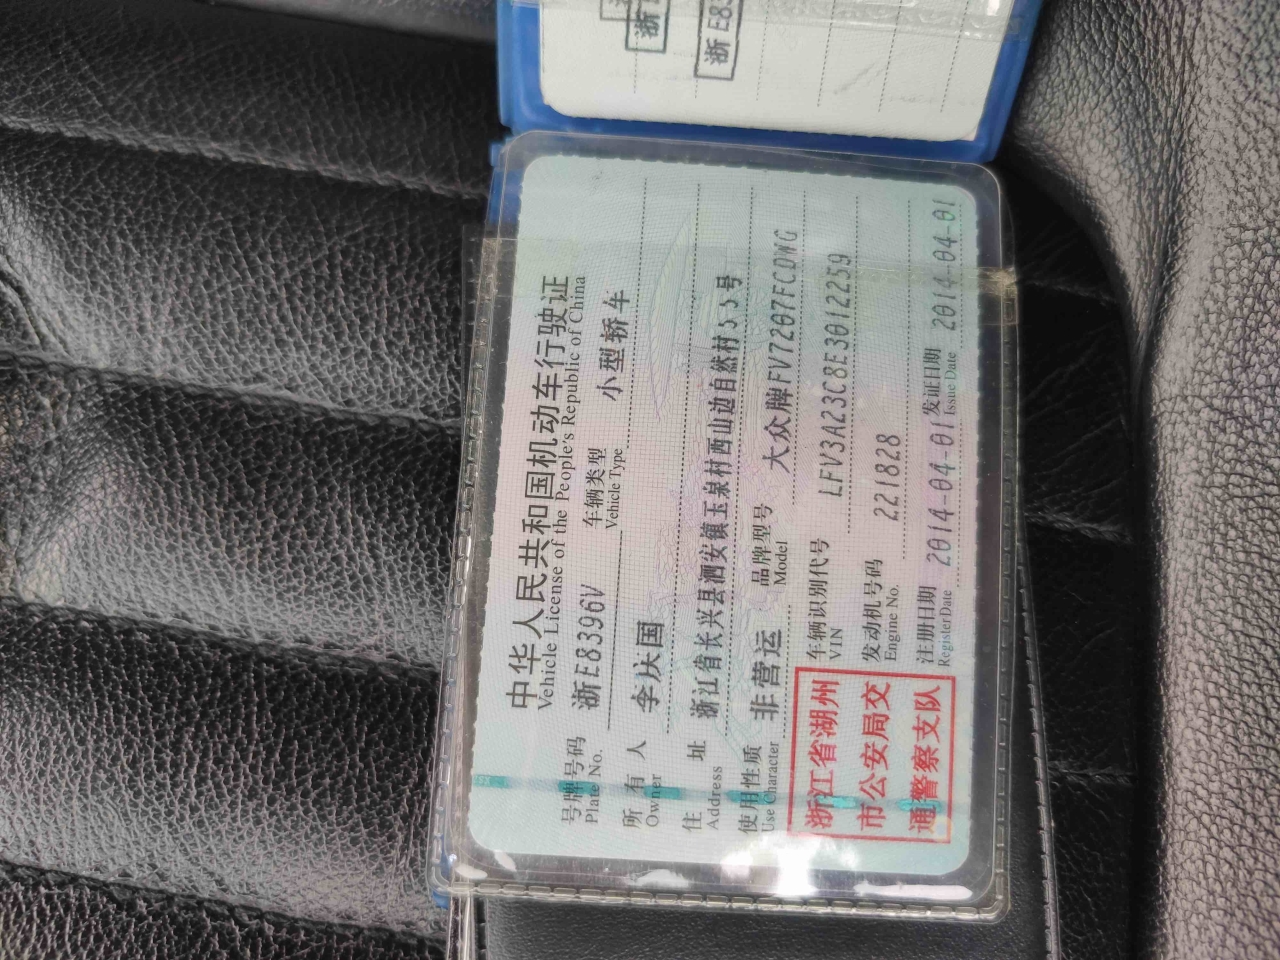 浙
浙E83
中华人民共和国机动车行驶证
Vehicle License of the People's Republic of China
号牌号码 浙E8396V 车辆类型 小型轿车
Plate No. Vehicle Type
所有人 李庆国
Owner
住址 浙江省长兴县泗安镇玉泉村西山边自然村55号
Address
使用性质 非营运 品牌型号 大众牌FV7207FCDWG
Use Character Model
车辆识别代号 LFV3A23C8E3012259
VIN
发动机号码 221828
Engine No.
注册日期 2014-04-01 发证日期 2014-04-01
Register Date Issue Date
浙江省湖州
市公安局交
通警察支队